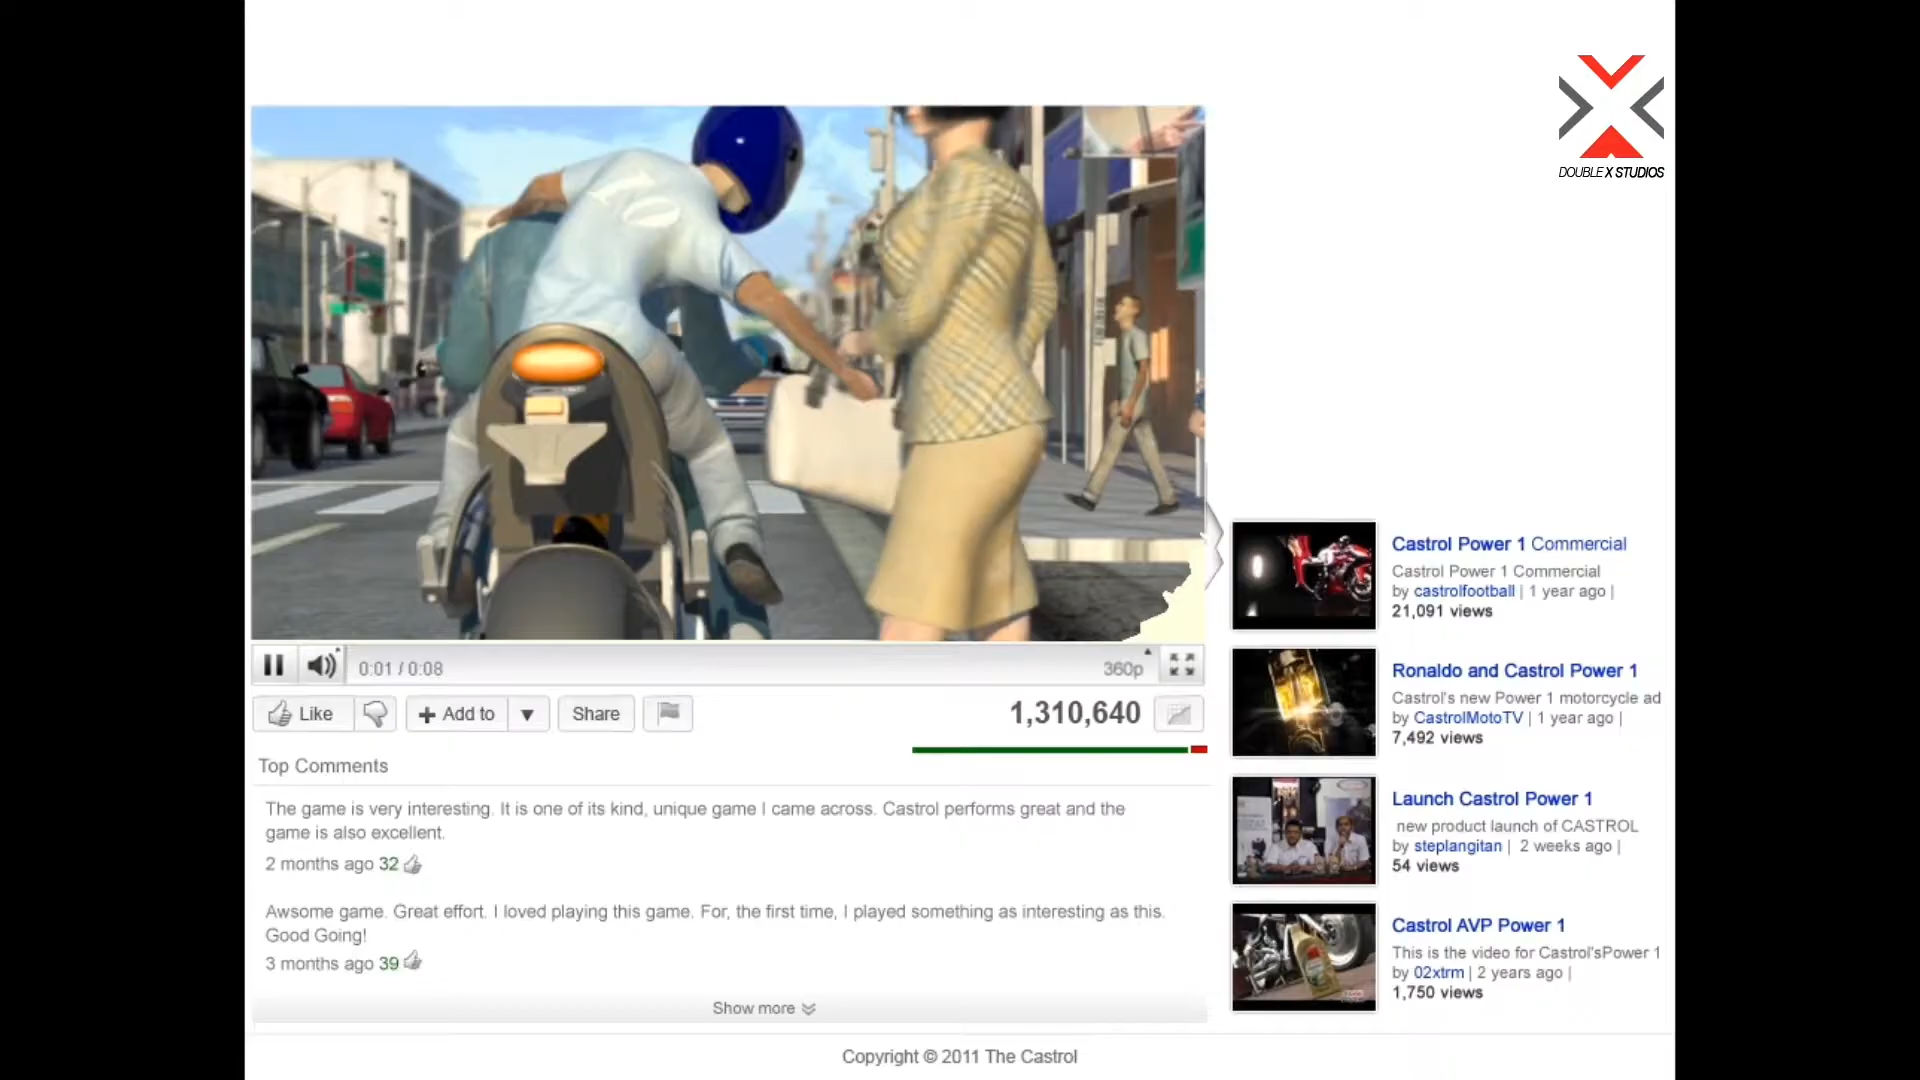 DOUBLE X STUDIOS
0:01 / 0:08
360p
Like
Add to
Share
1,310,640
Top Comments
The game is very interesting. It is one of its kind, unique game I came across. Castrol performs great and the
game is also excellent.
2 months ago 32
Awsome game. Great effort. I loved playing this game. For, the first time, I played something as interesting as this.
Good Going!
3 months ago 39
Show more
Castrol Power 1 Commercial
Castrol Power 1 Commercial
by castrolfootball | 1 year ago |
21,091 views
Ronaldo and Castrol Power 1
Castrol's new Power 1 motorcycle ad
by CastrolMotoTV | 1 year ago |
7,492 views
Launch Castrol Power 1
new product launch of CASTROL
by steplangitan | 2 weeks ago |
54 views
Castrol AVP Power 1
This is the video for Castrol'sPower 1
by 02xtrm | 2 years ago |
1,750 views
Copyright © 2011 The Castrol